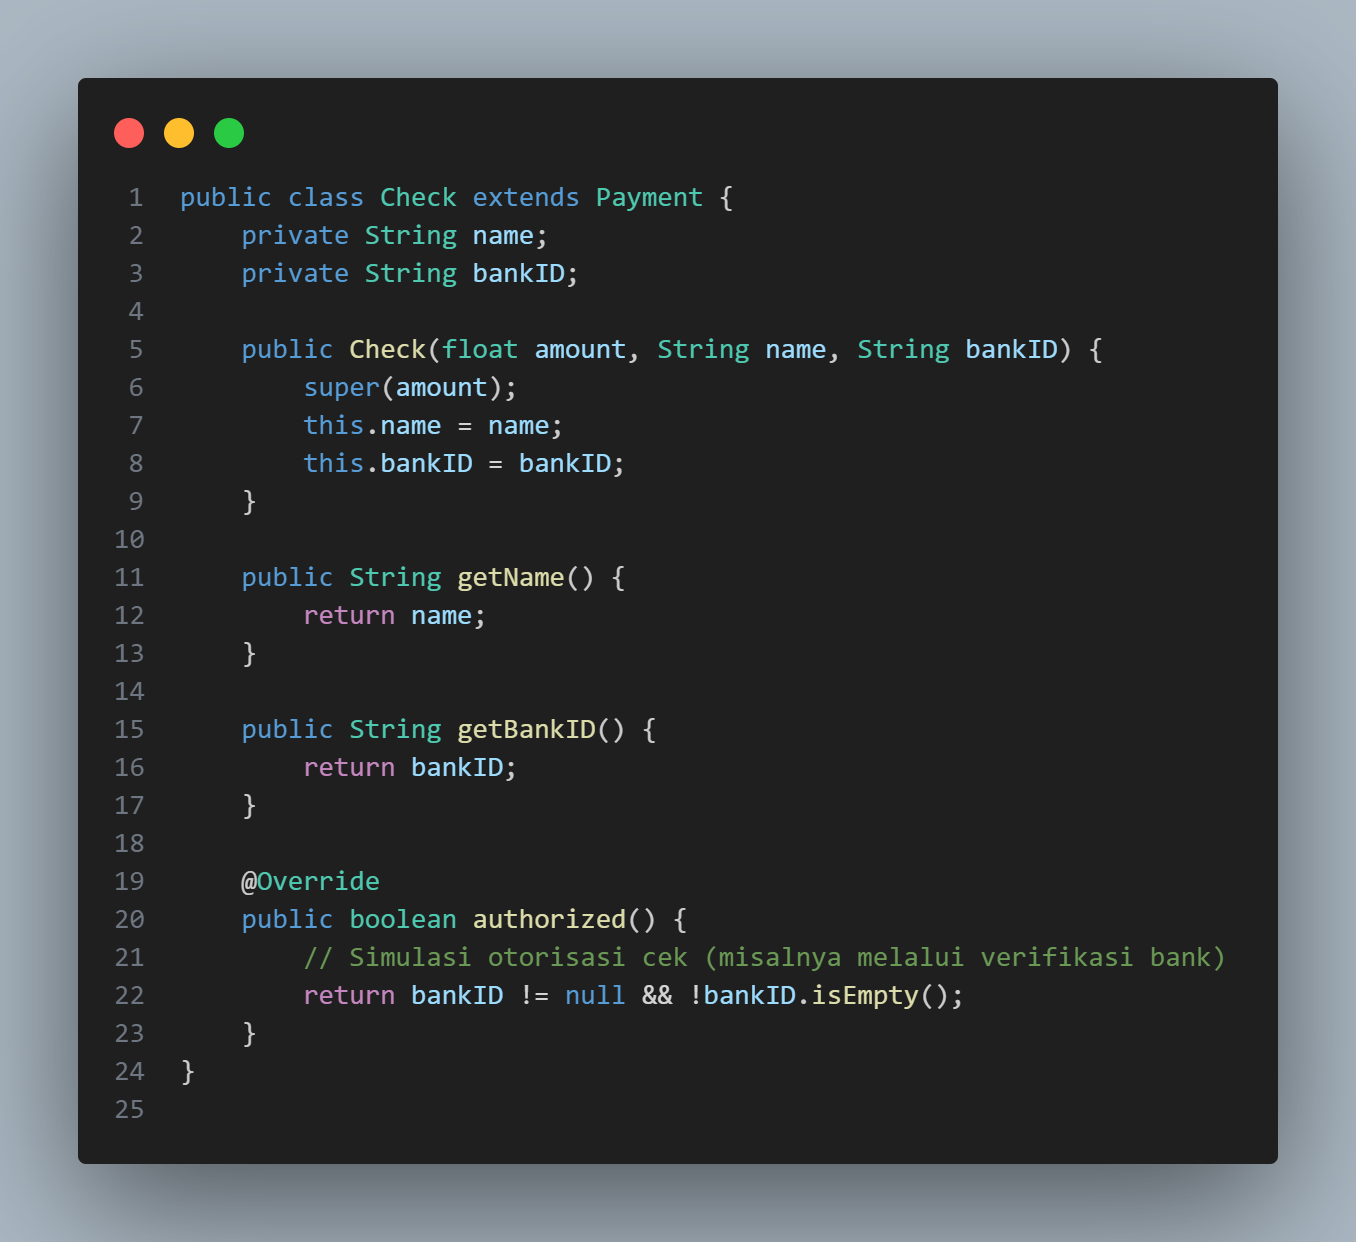 1 public class Check extends Payment {
2     private String name;
3     private String bankID;
4
5     public Check(float amount, String name, String bankID) {
6         super(amount);
7         this.name = name;
8         this.bankID = bankID;
9     }
10
11     public String getName() {
12         return name;
13     }
14
15     public String getBankID() {
16         return bankID;
17     }
18
19     @Override
20     public boolean authorized() {
21         // Simulasi otorisasi cek (misalnya melalui verifikasi bank)
22         return bankID != null && !bankID.isEmpty();
23     }
24 }
25